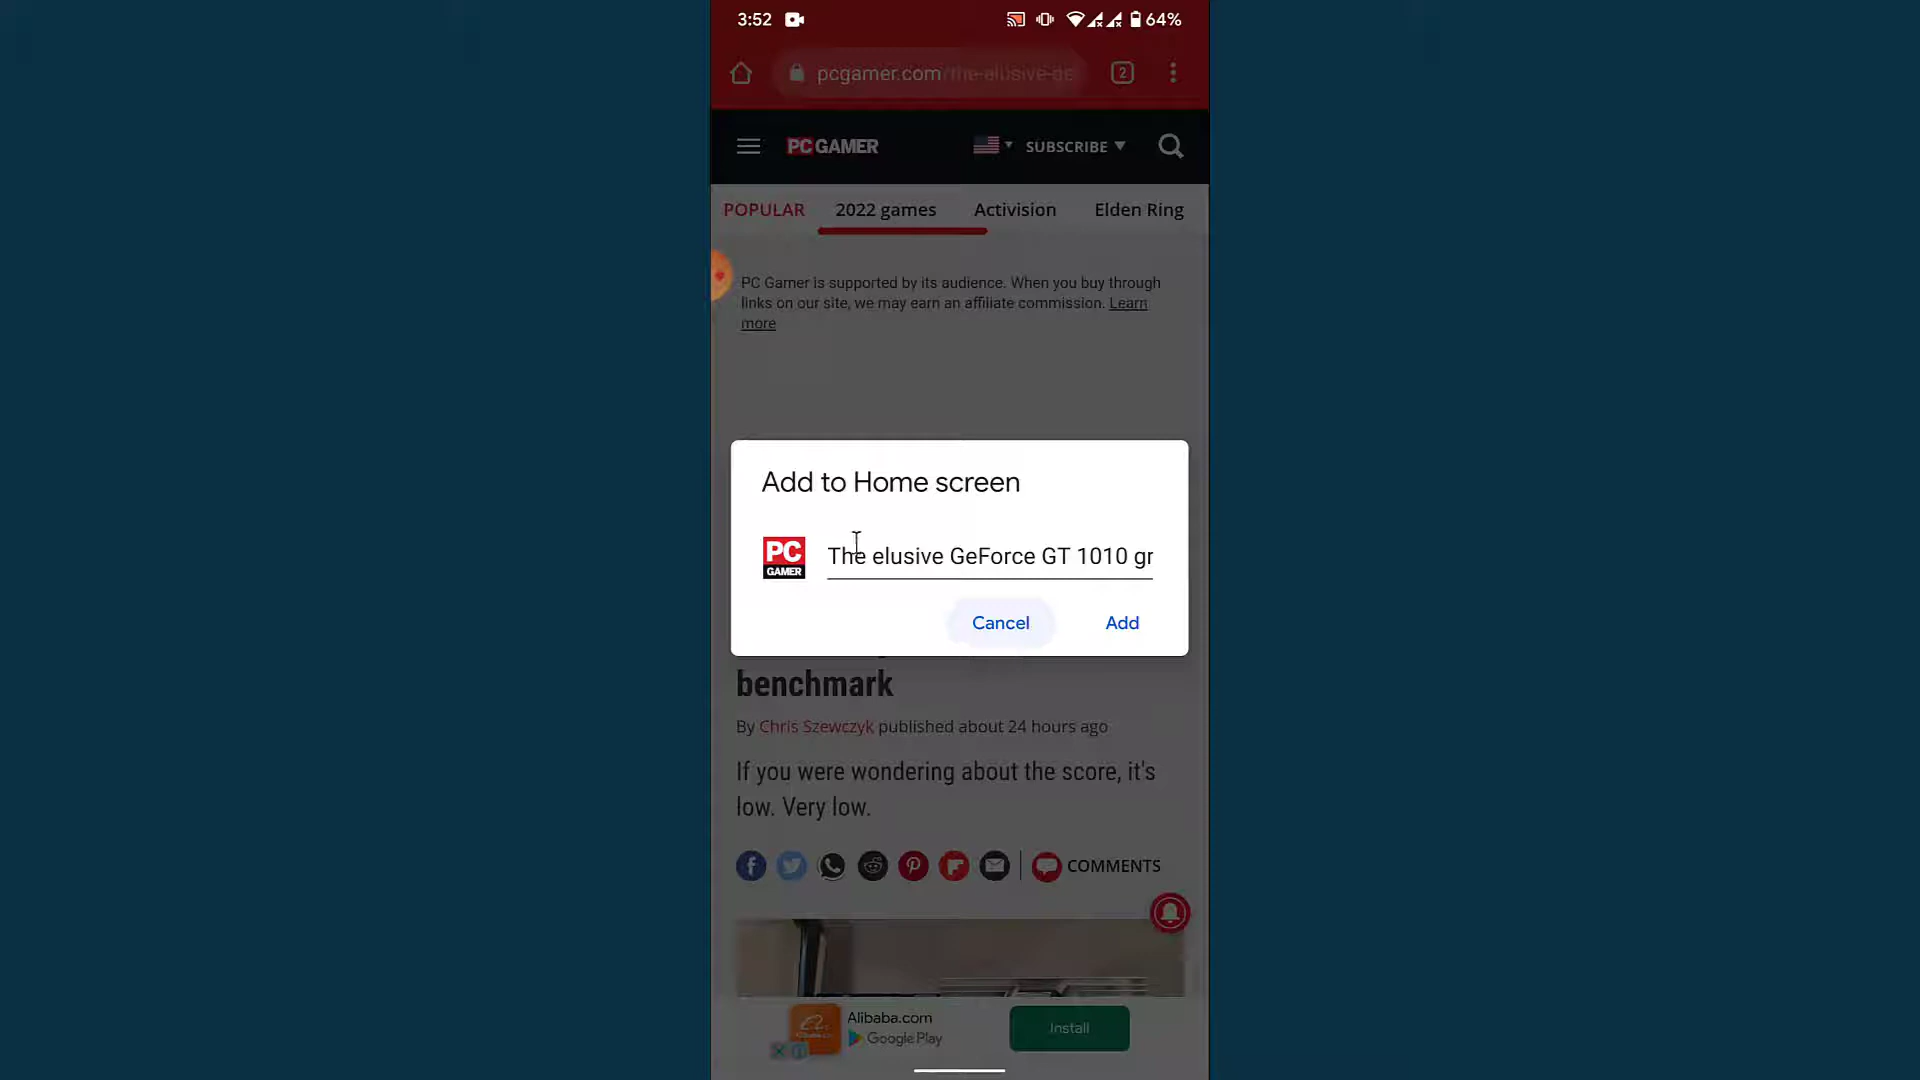 3:52
64%
pcgamer.com/the-elusive-ge
2
PC GAMER
SUBSCRIBE
POPULAR 2022 games Activision Elden Ring
PC Gamer is supported by its audience. When you buy through
links on our site, we may earn an affiliate commission. Learn
more
Add to Home screen
PC
GAMER
The elusive GeForce GT 1010 gr
Cancel Add
benchmark
By Chris Szewczyk published about 24 hours ago
If you were wondering about the score, it's
low. Very low.
COMMENTS
Alibaba.com
Google Play
Install